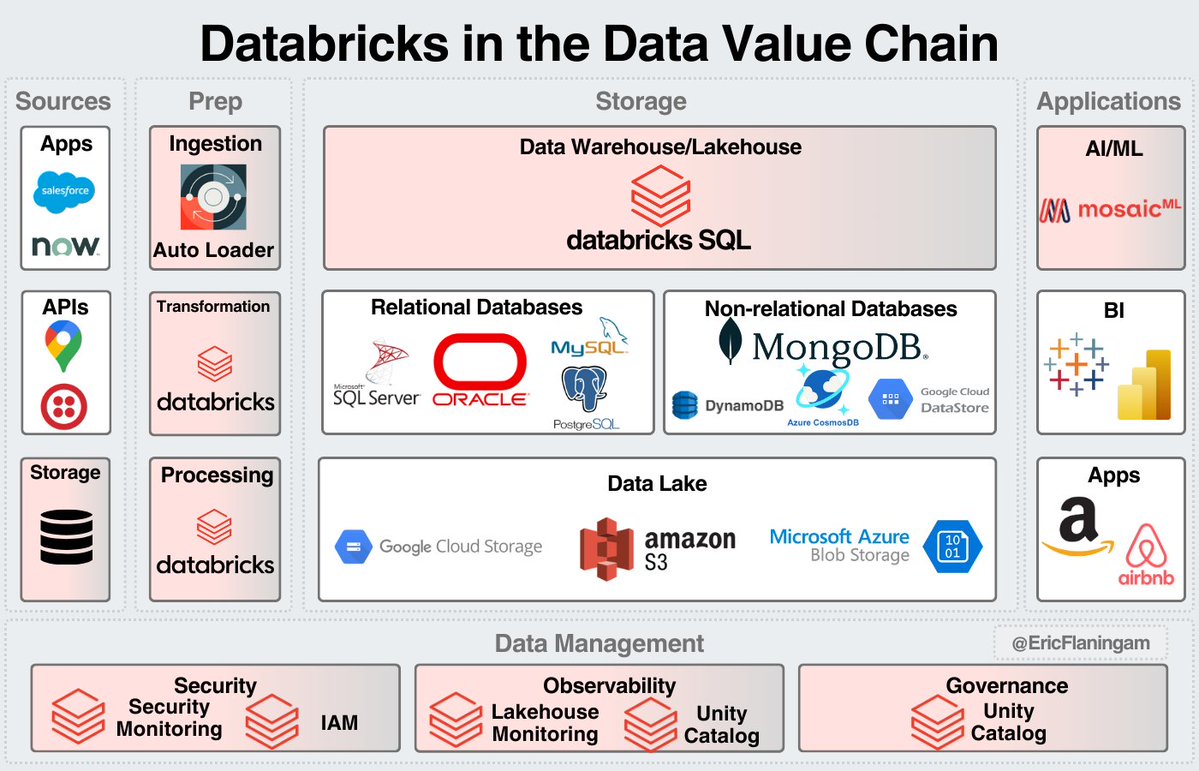 Databricks in the Data Value Chain
Sources
Prep
Storage
Applications
Apps
salesforce
now
Ingestion
Auto Loader
Data Warehouse/Lakehouse
databricks SQL
AI/ML
mosaic ML
APIs
Transformation
databricks
Relational Databases
Microsoft
SQL Server
ORACLE
MySQL
PostgreSQL
Non-relational Databases
MongoDB
DynamoDB
Azure CosmosDB
Google Cloud
DataStore
BI
Storage
Processing
databricks
Data Lake
Google Cloud Storage
amazon
S3
Microsoft Azure
Blob Storage
10
01
Apps
a
airbnb
Data Management
@EricFlaningam
Security
Security
Monitoring
IAM
Observability
Lakehouse
Monitoring
Unity
Catalog
Governance
Unity
Catalog